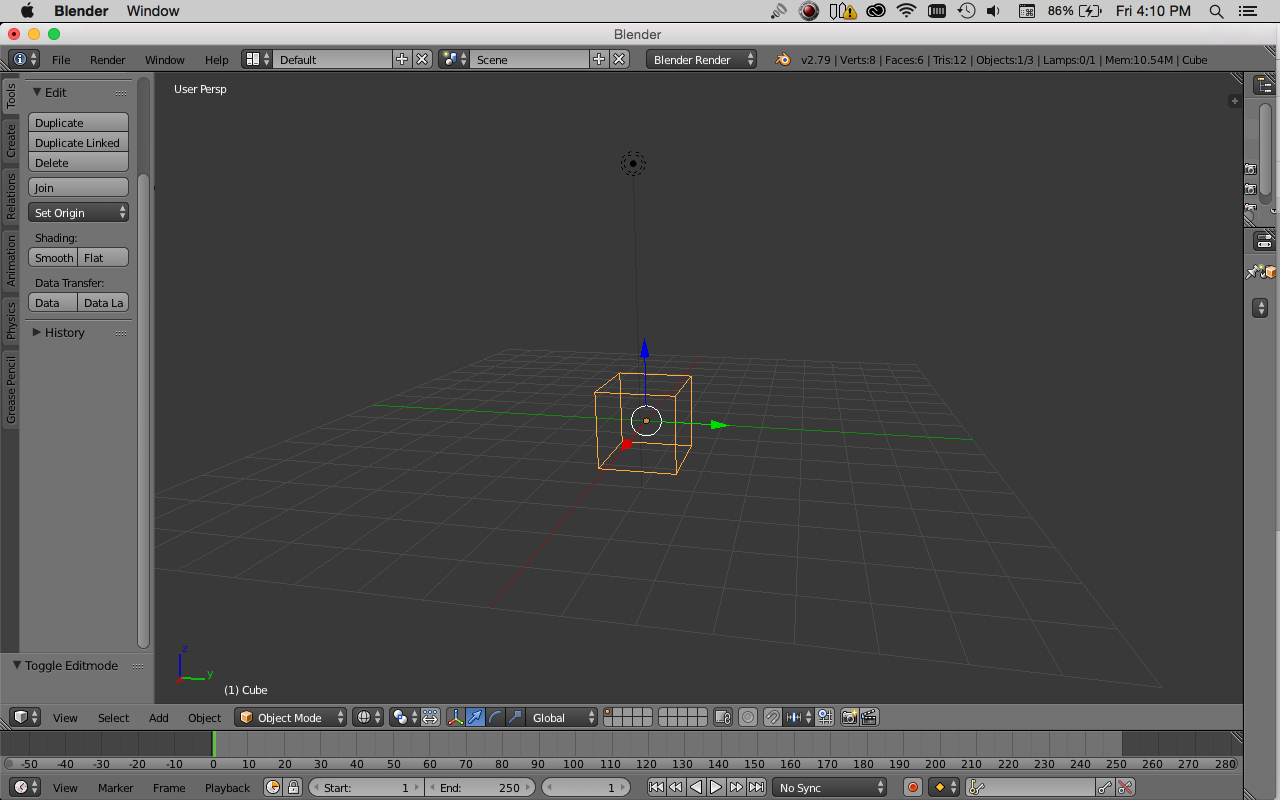 Blender Window 86% Fri 4:10 PM
Blender
File Render Window Help Default Scene Blender Render v2.79 | Verts:8 | Faces:6 | Tris:12 | Objects:1/3 | Lamps:0/1 | Mem:10.54M | Cube
Tools
Create
Relations
Animation
Physics
Grease Pencil
Edit
Duplicate
Duplicate Linked
Delete
Join
Set Origin
Shading:
Smooth Flat
Data Transfer:
Data Data La
History
Toggle Editmode
User Persp
z
y
(1) Cube
View Select Add Object Object Mode Global
-50 -40 -30 -20 -10 0 10 20 30 40 50 60 70 80 90 100 110 120 130 140 150 160 170 180 190 200 210 220 230 240 250 260 270 280
View Marker Frame Playback Start: 1 End: 250 1 No Sync